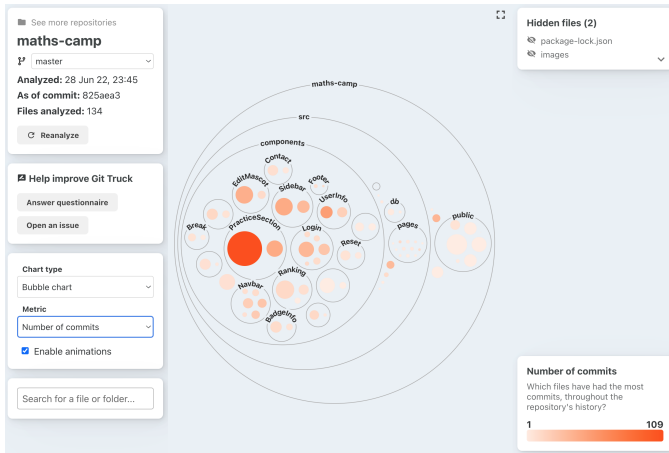 See more repositories
maths-camp
master
Analyzed: 28 Jun 22, 23:45
As of commit: 825aea3
Files analyzed: 134
Reanalyze
Help improve Git Truck
Answer questionnaire
Open an issue
Chart type
Bubble chart
Metric
Number of commits
Enable animations
Search for a file or folder...
maths-camp
src
components
Contact
EditMascot
Sidebar
Footer
UserInfo
db
Break
PracticeSection
Login
Reset
pages
public
Ranking
Navbar
BadgeInfo
Hidden files (2)
package-lock.json
images
Number of commits
Which files have had the most
commits, throughout the
repository's history?
1 109